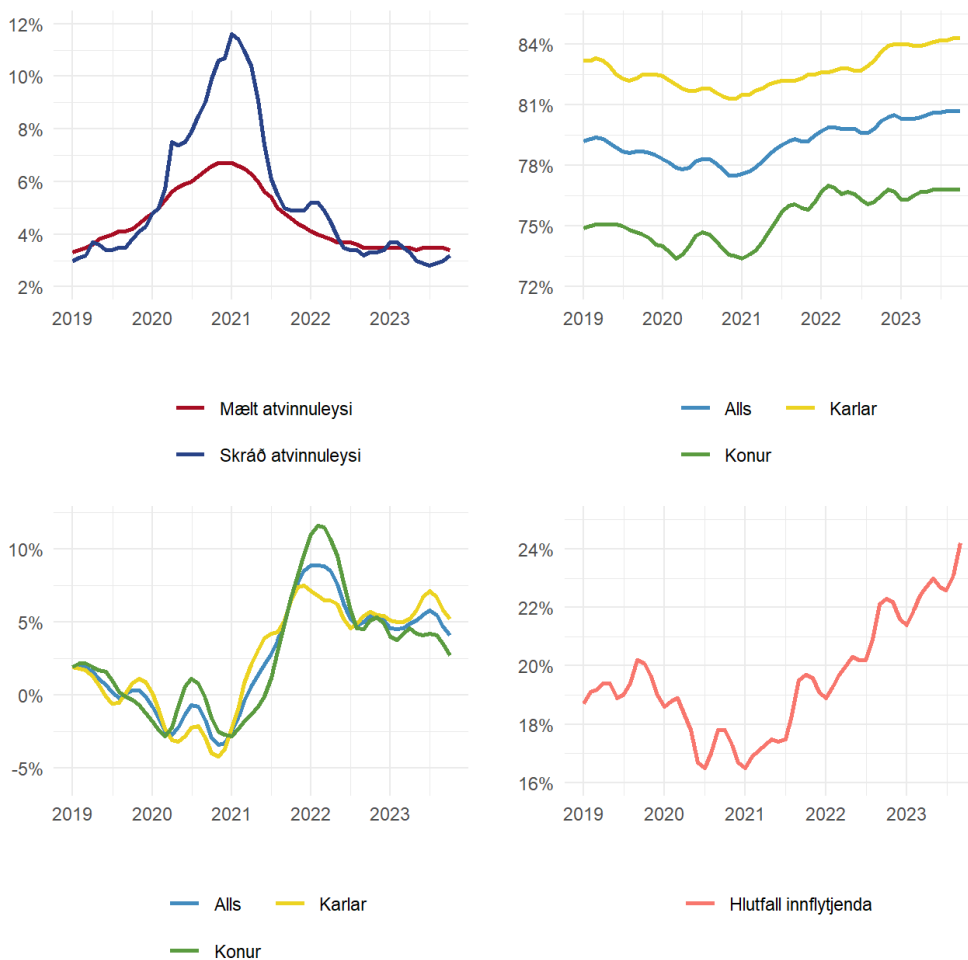 12%
10%
8%
6%
4%
2%
2019 2020 2021 2022 2023
Mælt atvinnuleysi
Skráð atvinnuleysi
84%
81%
78%
75%
72%
2019 2020 2021 2022 2023
Alls Karlar
Konur
10%
5%
0%
-5%
2019 2020 2021 2022 2023
Alls Karlar
Konur
24%
22%
20%
18%
16%
2019 2020 2021 2022 2023
Hlutfall innflytjenda